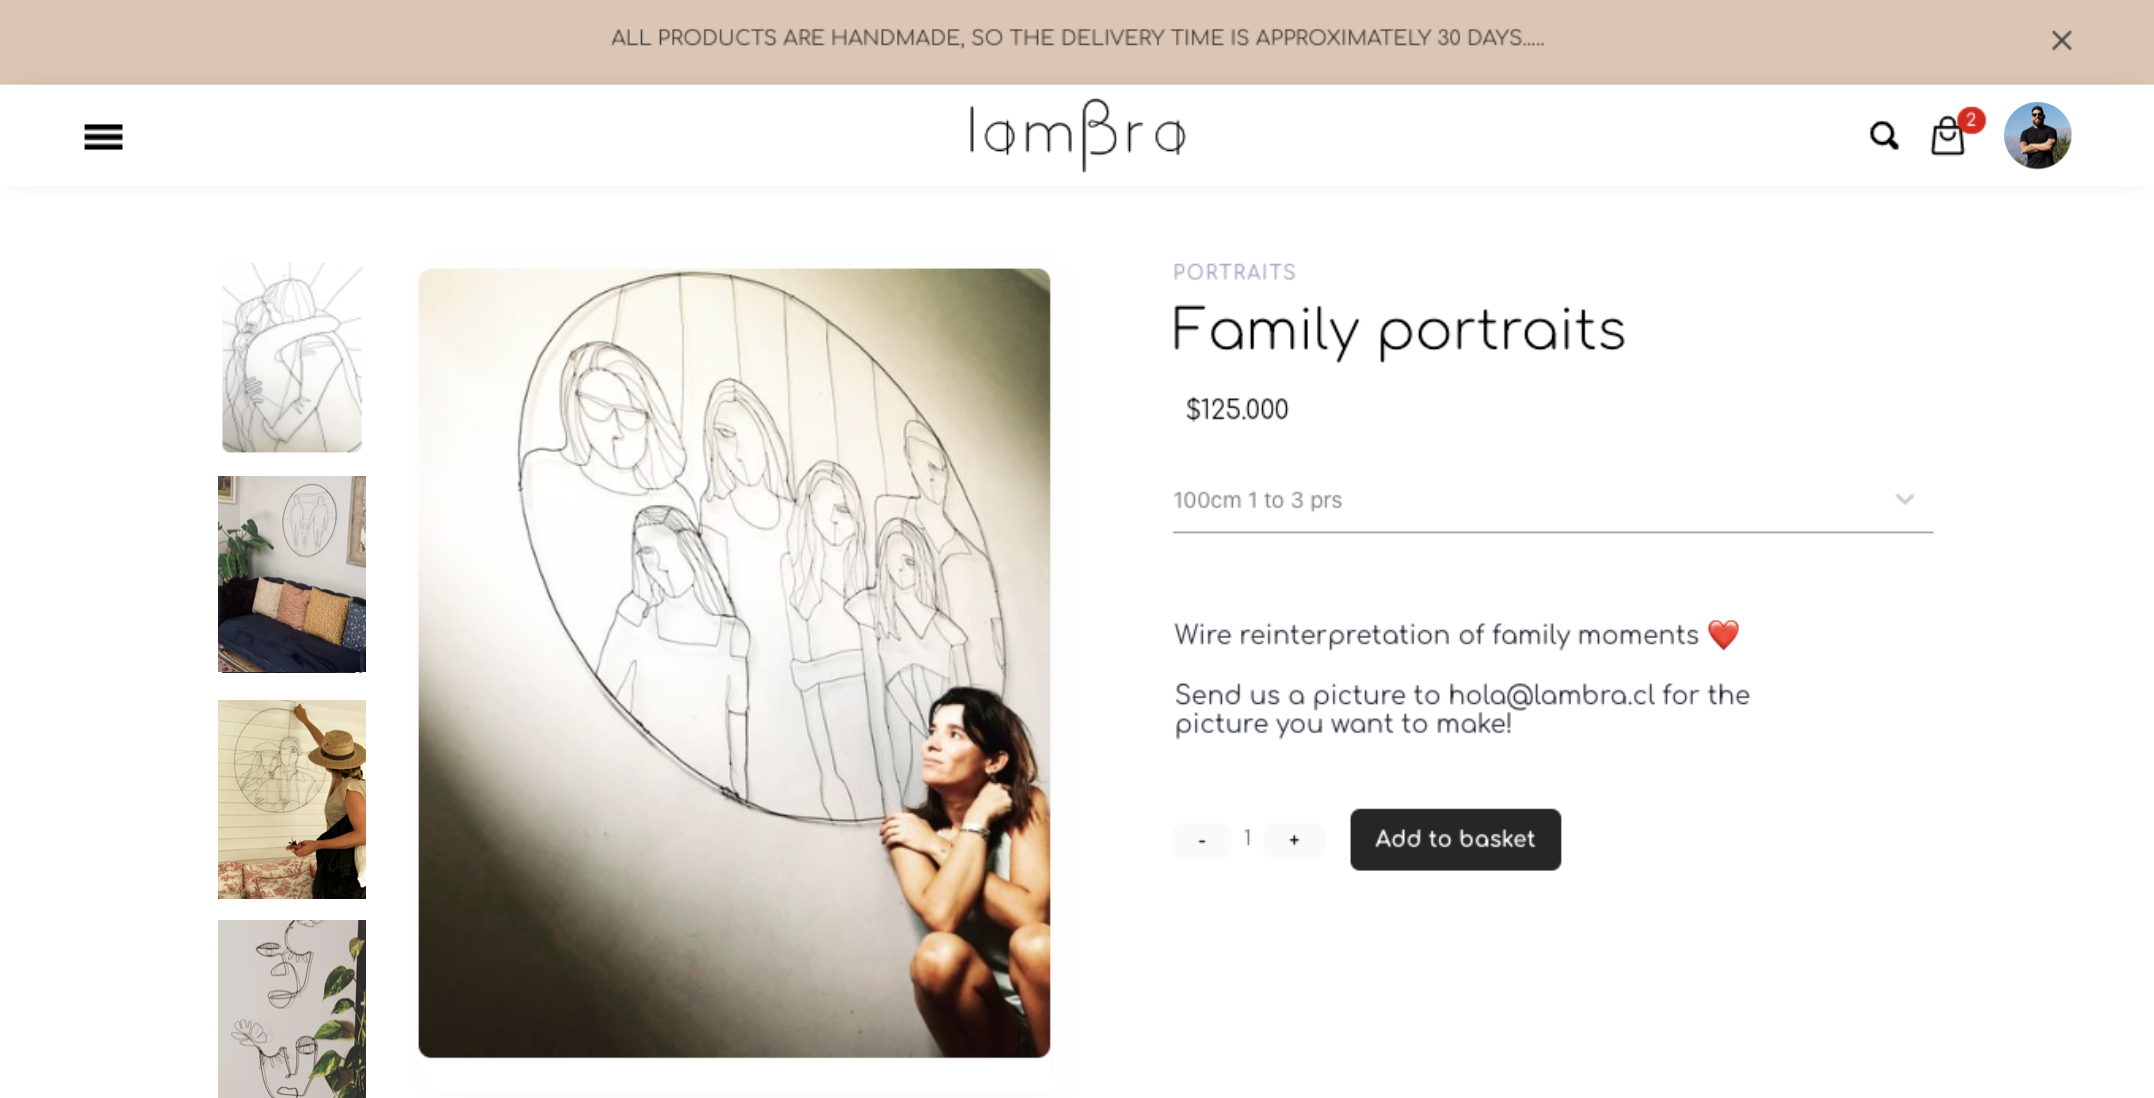 ALL PRODUCTS ARE HANDMADE, SO THE DELIVERY TIME IS APPROXIMATELY 30 DAYS.....
lamβra
2
PORTRAITS
Family portraits
$125.000
100cm 1 to 3 prs
Wire reinterpretation of family moments ❤️
Send us a picture to hola@lambra.cl for the
picture you want to make!
- 1 +
Add to basket